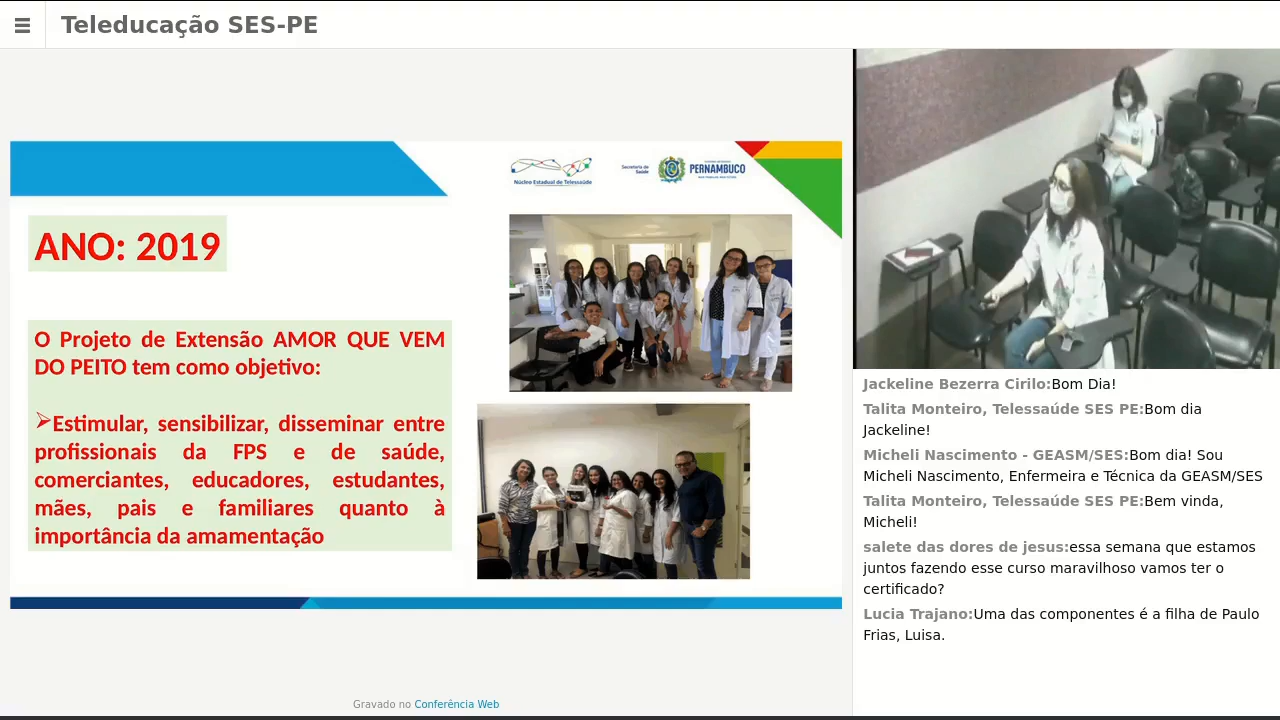 Teleducação SES-PE
Núcleo Estadual de Telessaúde
Secretaria de
Saúde
PERNAMBUCO
ANO: 2019
O Projeto de Extensão AMOR QUE VEM
DO PEITO tem como objetivo:
Estimular, sensibilizar, disseminar entre
profissionais da FPS e de saúde,
comerciantes, educadores, estudantes,
mães, pais e familiares quanto à
importância da amamentação
Gravado no Conferência Web
Jackeline Bezerra Cirilo:Bom Dia!
Talita Monteiro, Telessaúde SES PE:Bom dia
Jackeline!
Micheli Nascimento - GEASM/SES:Bom dia! Sou
Micheli Nascimento, Enfermeira e Técnica da GEASM/SES
Talita Monteiro, Telessaúde SES PE:Bem vinda,
Micheli!
salete das dores de jesus:essa semana que estamos
juntos fazendo esse curso maravilhoso vamos ter o
certificado?
Lucia Trajano:Uma das componentes é a filha de Paulo
Frias, Luisa.